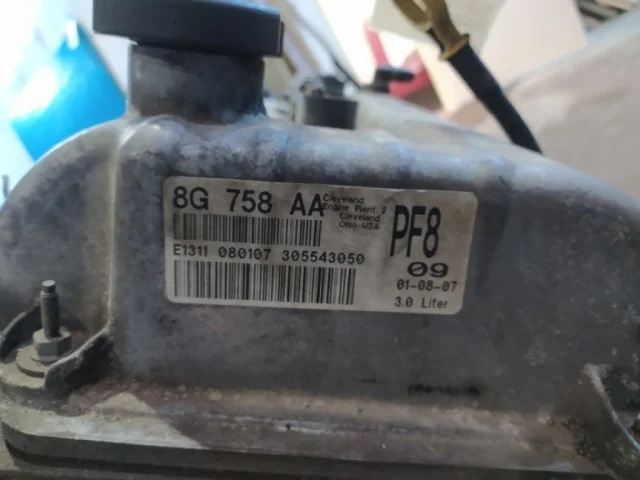 8G 758 AA
Cleveland
Engine Plant 2
Cleveland
Ohio-USA
PF8
E1311 080107 305543050
09
01-08-07
3.0 Liter